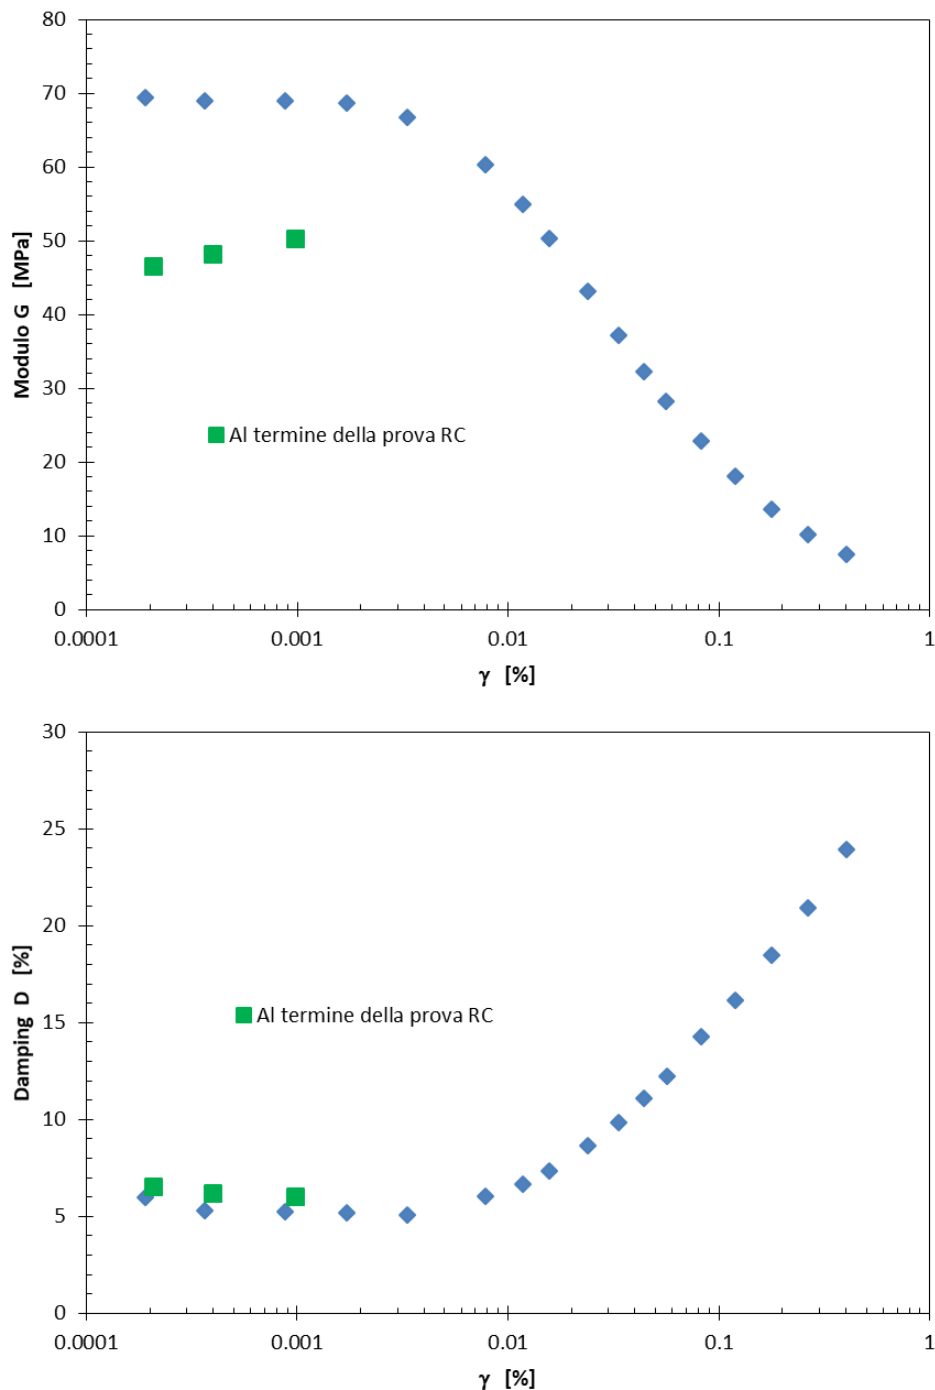 80
70
60
50
40
30
20
10
0
Modulo G [MPa]
Al termine della prova RC
0.0001 0.001 0.01 0.1 1
γ [%]
30
25
20
15
10
5
0
Damping D [%]
Al termine della prova RC
0.0001 0.001 0.01 0.1 1
γ [%]